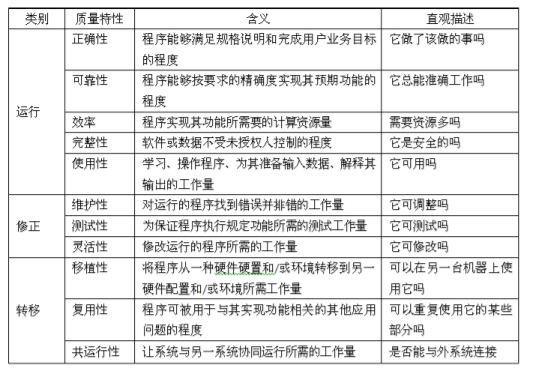 类别 质量特性 含义 直观描述
运行
正确性 程序能够满足规格说明和完成用户业务目标 它做了该做的事吗
的程度
可靠性 程序能够按要求的精确度实现其预期功能的 它总能准确工作吗
程度
效率 程序实现其功能所需要的计算资源量 需要资源多吗
完整性 软件或数据不受未授权人控制的程度 它是安全的吗
使用性 学习、操作程序、为其准备输入数据、解释其 它可用吗
输出的工作量
修正
维护性 对运行的程序找到错误并排错的工作量 它可调整吗
测试性 为保证程序执行规定功能所需的测试工作量 它可测试吗
灵活性 修改运行的程序所需的工作量 它可修改吗
转移
移植性 将程序从一种硬件硬置和/或环境转移到另一 可以在另一台机器上使
硬件配置和/或环境所需工作量 用它吗
复用性 程序可被用于与其实现功能相关的其他应用 可以重复使用它的某些
问题的程度 部分吗
共运行性 让系统与另一系统协同运行所需的工作量 是否能与外系统连接